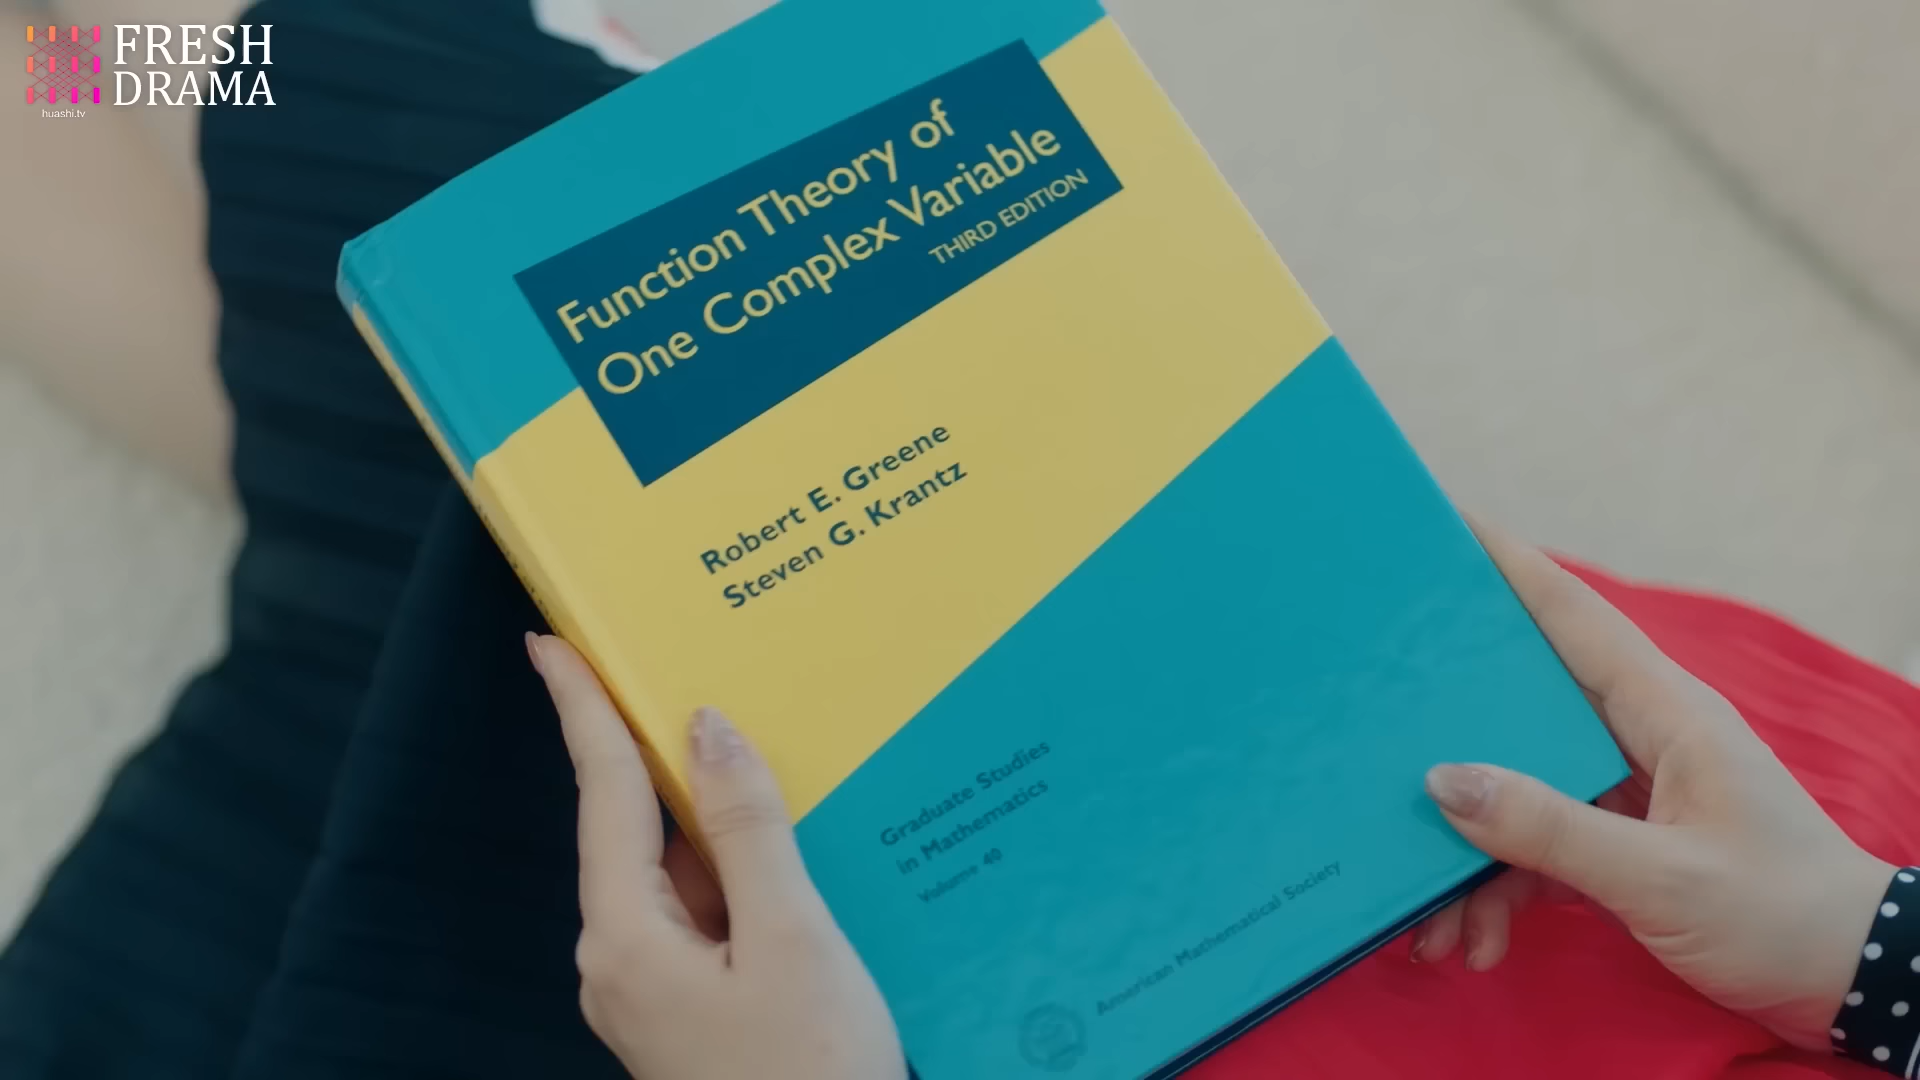 FRESH
DRAMA
huashi.tv
Function Theory of
One Complex Variable
THIRD EDITION
Robert E. Greene
Steven G. Krantz
Graduate Studies
in Mathematics
Volume 40
American Mathematical Society